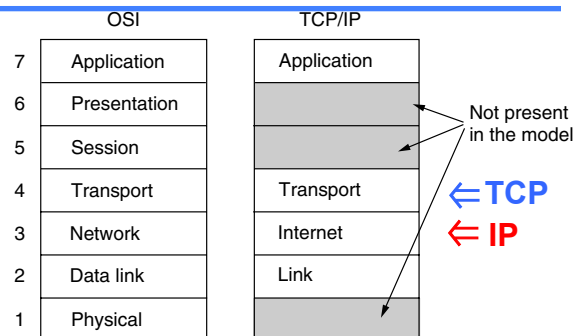 OSI TCP/IP
7 Application Application
6 Presentation
Not present
in the model
5 Session
4 Transport Transport ⇐ TCP
3 Network Internet ⇐ IP
2 Data link Link
1 Physical